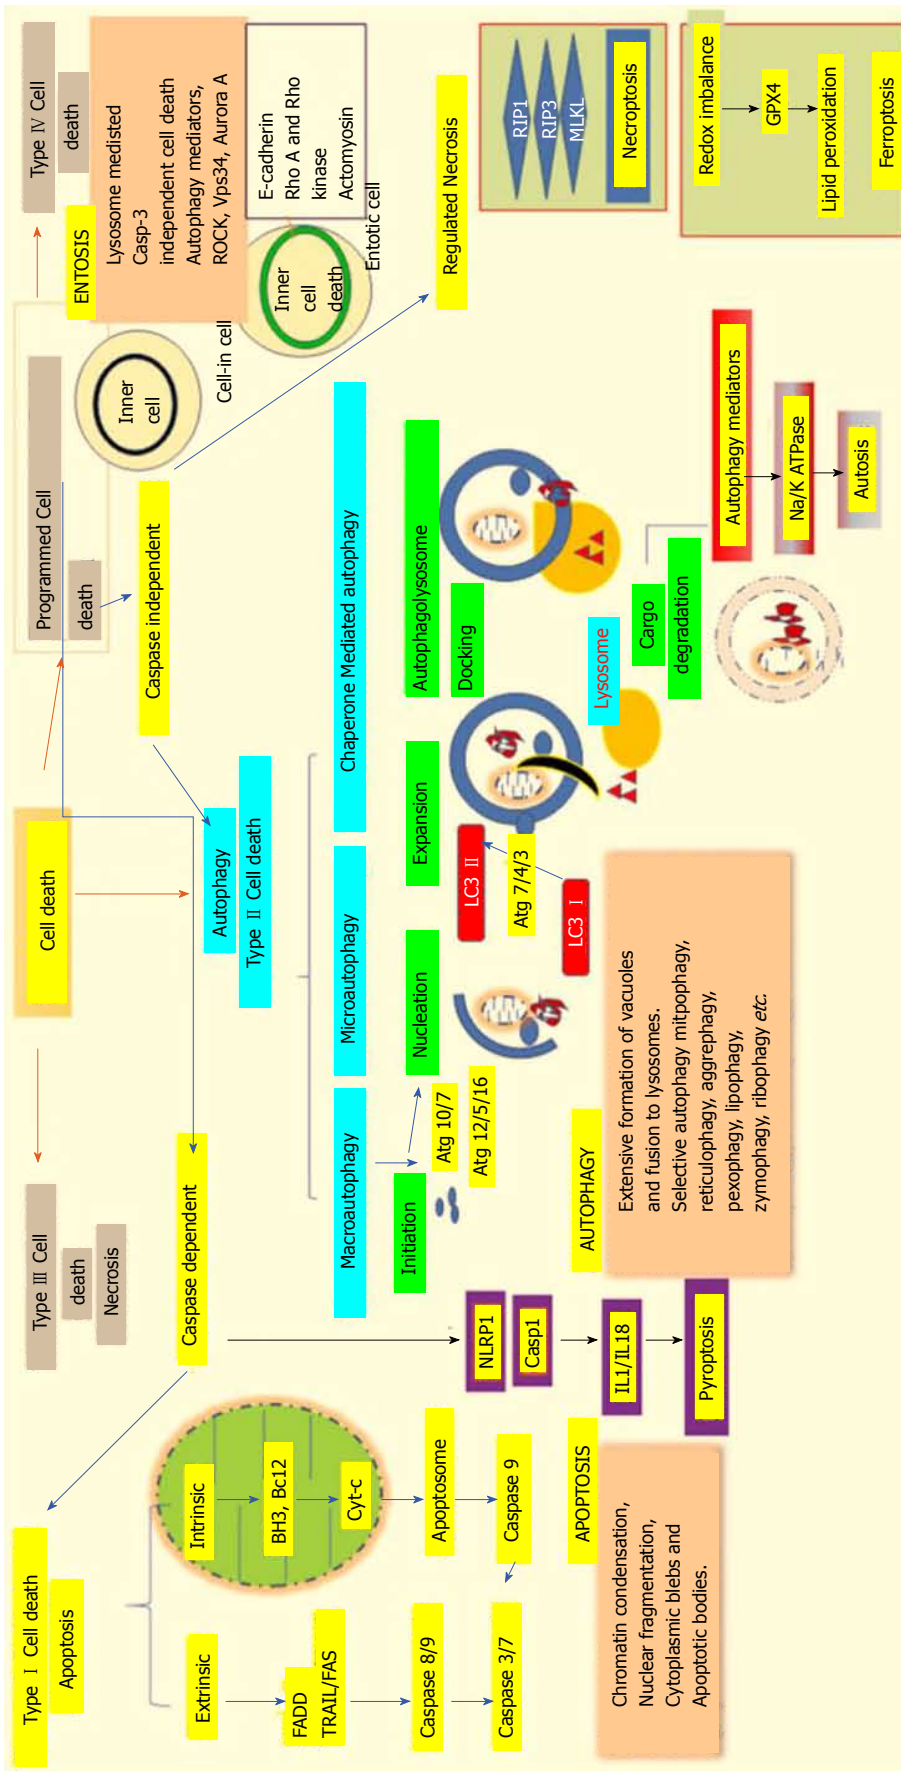 Type Ⅰ Cell death
Apoptosis
Extrinsic
FADD
TRAIL/FAS
Caspase 8/9
Caspase 3/7
Intrinsic
BH3, Bc12
Cyt-c
Apoptosome
Caspase 9
APOPTOSIS
Chromatin condensation,
Nuclear fragmentation,
Cytoplasmic blebs and
Apoptotic bodies.
Type Ⅲ Cell
death
Necrosis
Caspase dependent
NLRP1
Casp1
IL1/IL18
Pyroptosis
Cell death
Autophagy
Type Ⅱ Cell death
Macroautophagy
Microautophagy
Chaperone Mediated autophagy
Initiation
Nucleation
Expansion
Autophagolysosome
Docking
Atg 10/7
Atg 12/5/16
LC3 Ⅱ
Atg 7/4/3
LC3 Ⅰ
Lysosome
Cargo
degradation
AUTOPHAGY
Extensive formation of vacuoles
and fusion to lysosomes.
Selective autophagy mitpophagy,
reticulophagy, aggrephagy,
pexophagy, lipophagy,
zymophagy, ribophagy etc.
Autophagy mediators
Na/K ATPase
Autosis
Programmed Cell
death
Caspase independent
Type Ⅳ Cell
death
ENTOSIS
Lysosome medisted
Casp-3
independent cell death
Autophagy mediators,
ROCK, Vps34, Aurora A
E-cadherin
Rho A and Rho
kinase
Actomyosin
Inner
cell
Cell-in cell
Inner
cell
death
Entotic cell
Regulated Necrosis
RIP1
RIP3
MLKL
Necroptosis
Redox imbalance
GPX4
Lipid peroxidation
Ferroptosis